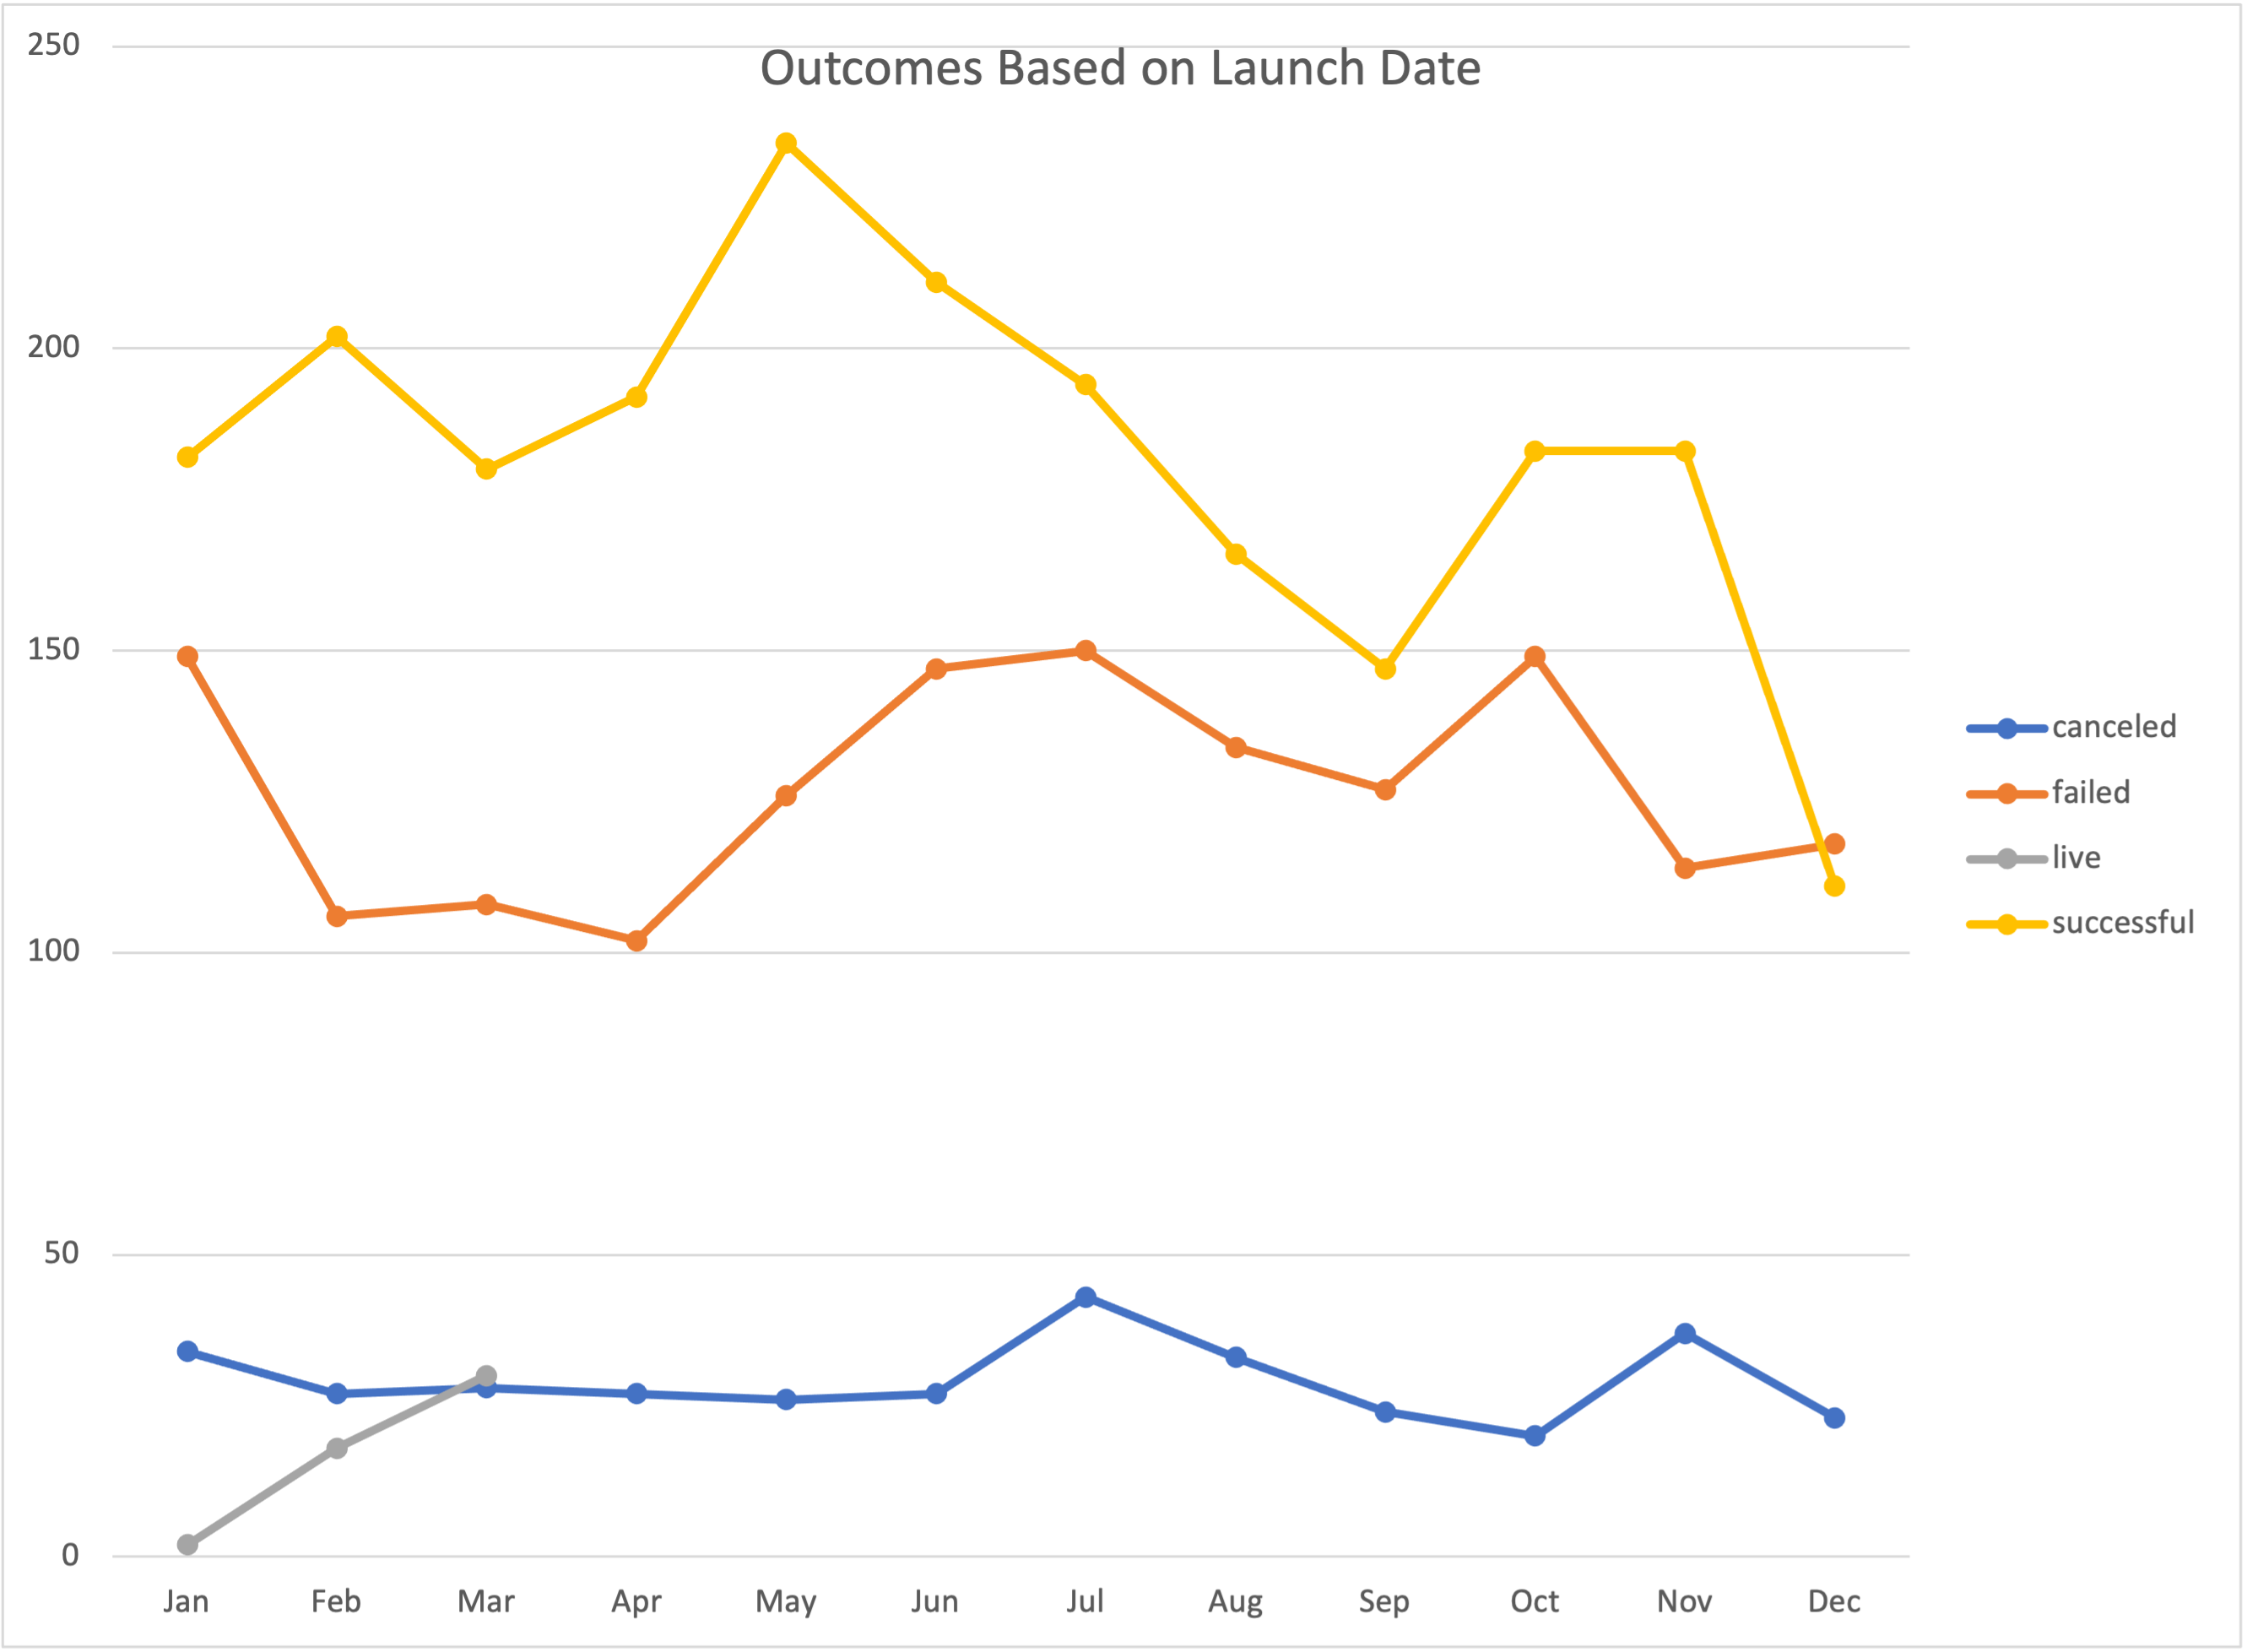 Outcomes Based on Launch Date
250
200
150
100
50
0
Jan Feb Mar Apr May Jun Jul Aug Sep Oct Nov Dec
canceled
failed
live
successful